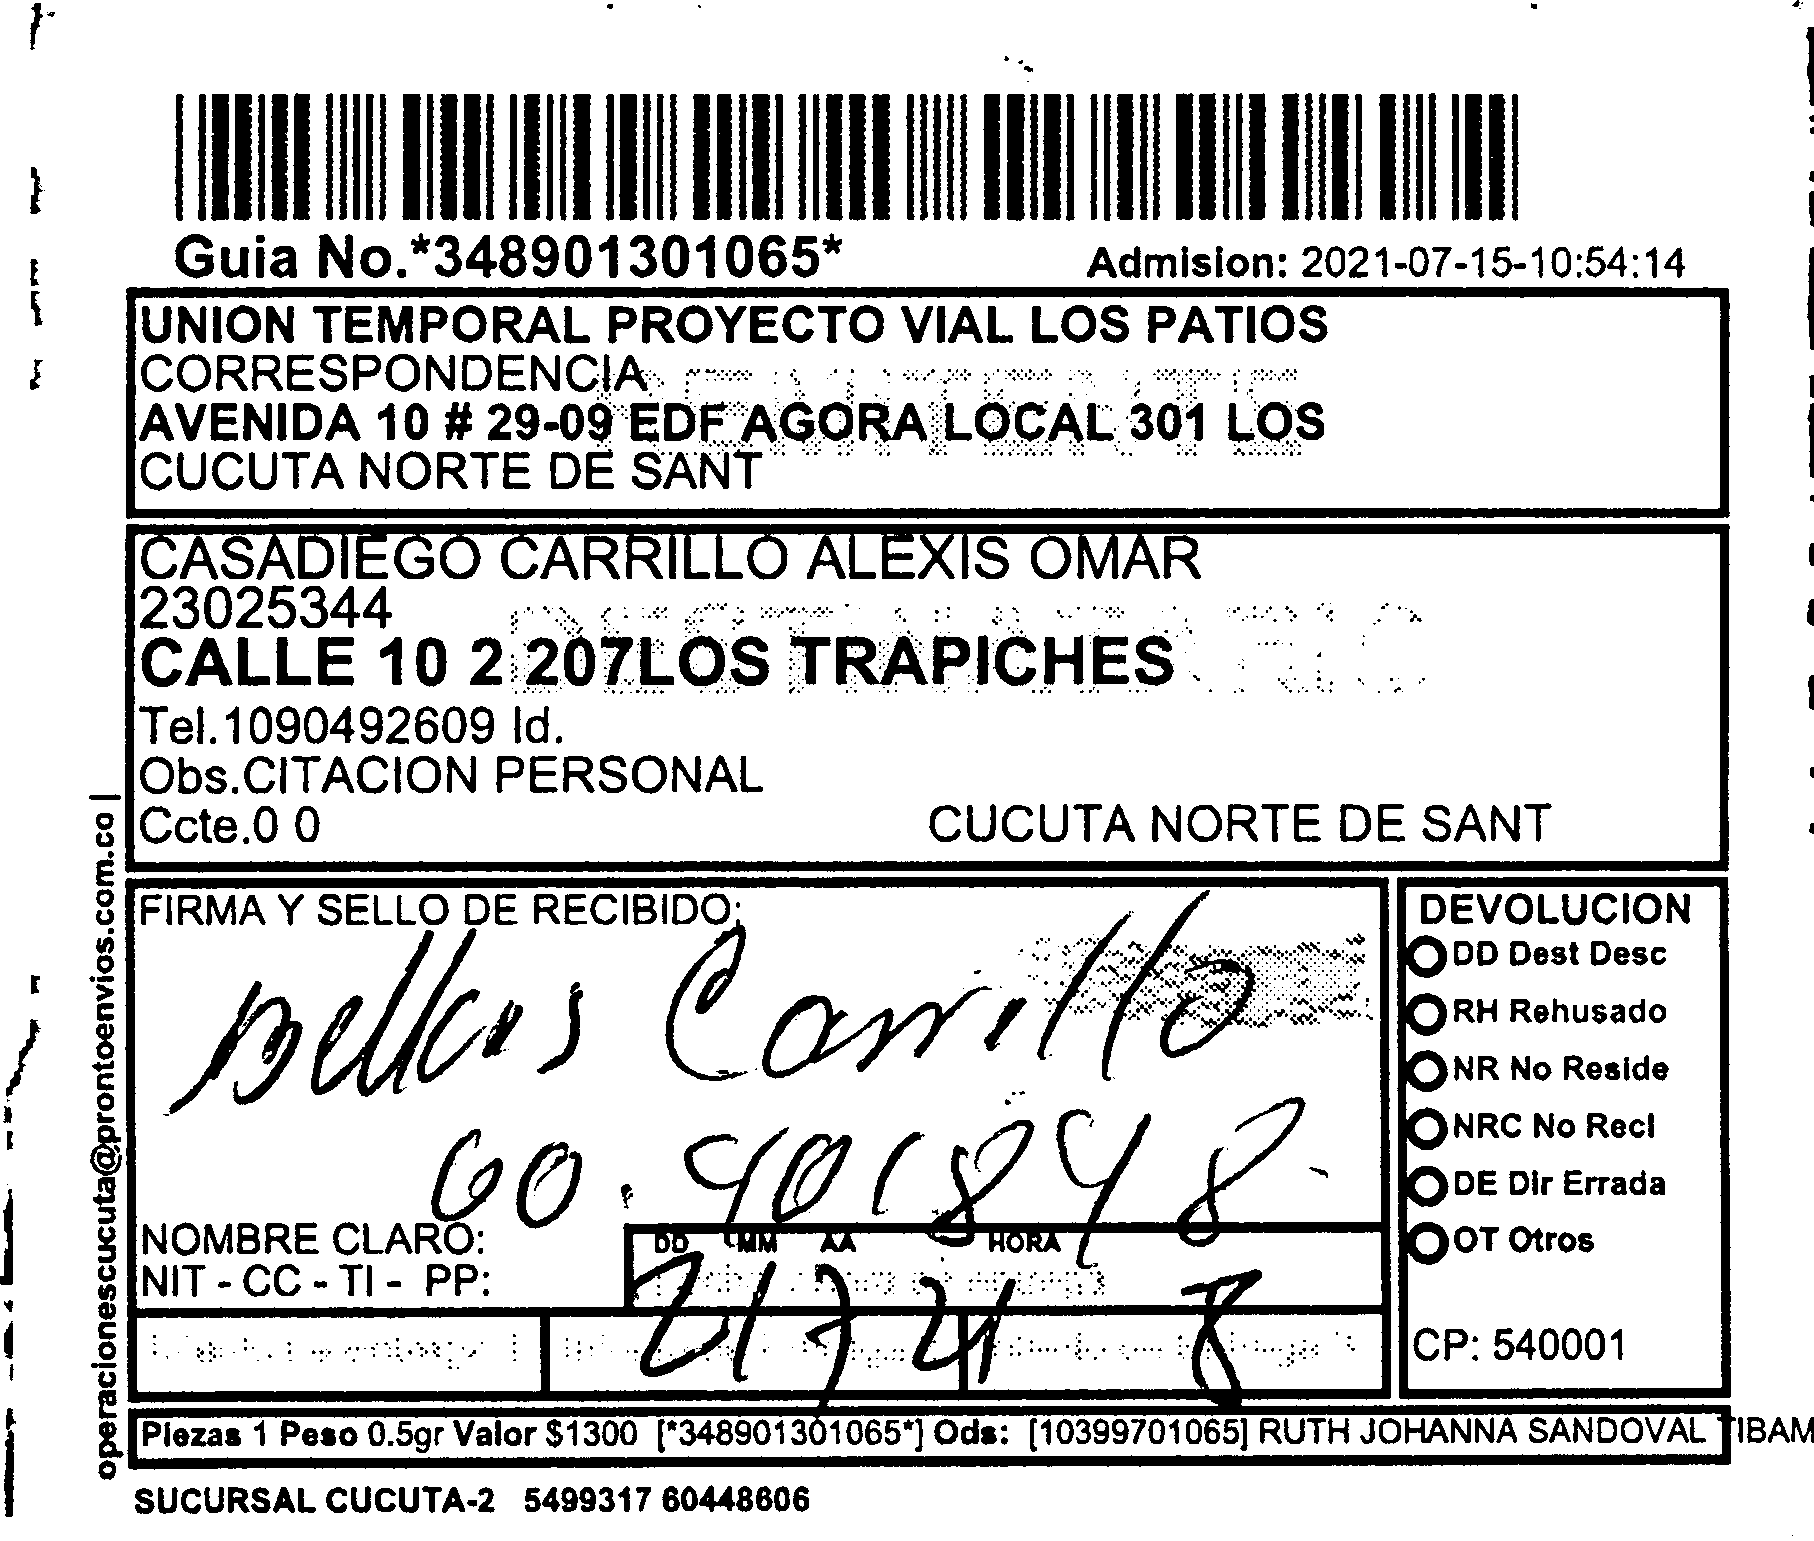 Guia No.*348901301065*
Admision: 2021-07-15-10:54:14
UNION TEMPORAL PROYECTO VIAL LOS PATIOS
CORRESPONDENCIA
REMITENTE
AVENIDA 10 # 29-09 EDF AGORA LOCAL 301 LOS
CUCUTA NORTE DE SANT
CASADIEGO CARRILLO ALEXIS OMAR
23025344
DESTINATARIO
CALLE 10 2 207LOS TRAPICHES
Tel.1090492609 Id.
Obs.CITACION PERSONAL
Ccte.0 0
CUCUTA NORTE DE SANT
operacionescucuta@prontoenvios.com.co |
FIRMA Y SELLO DE RECIBIDO:
Carrillo
60.401848
NOMBRE CLARO:
NIT - CC - TI - PP:
DD MM AA HORA
21 7 21 8
DEVOLUCION
DD Dest Desc
RH Rehusado
NR No Reside
NRC No Recl
DE Dir Errada
OT Otros
CP: 540001
Piezas 1 Peso 0.5gr Valor $1300 [*348901301065*] Ods: [10399701065] RUTH JOHANNA SANDOVAL TIBAM
SUCURSAL CUCUTA-2 5499317 60448606